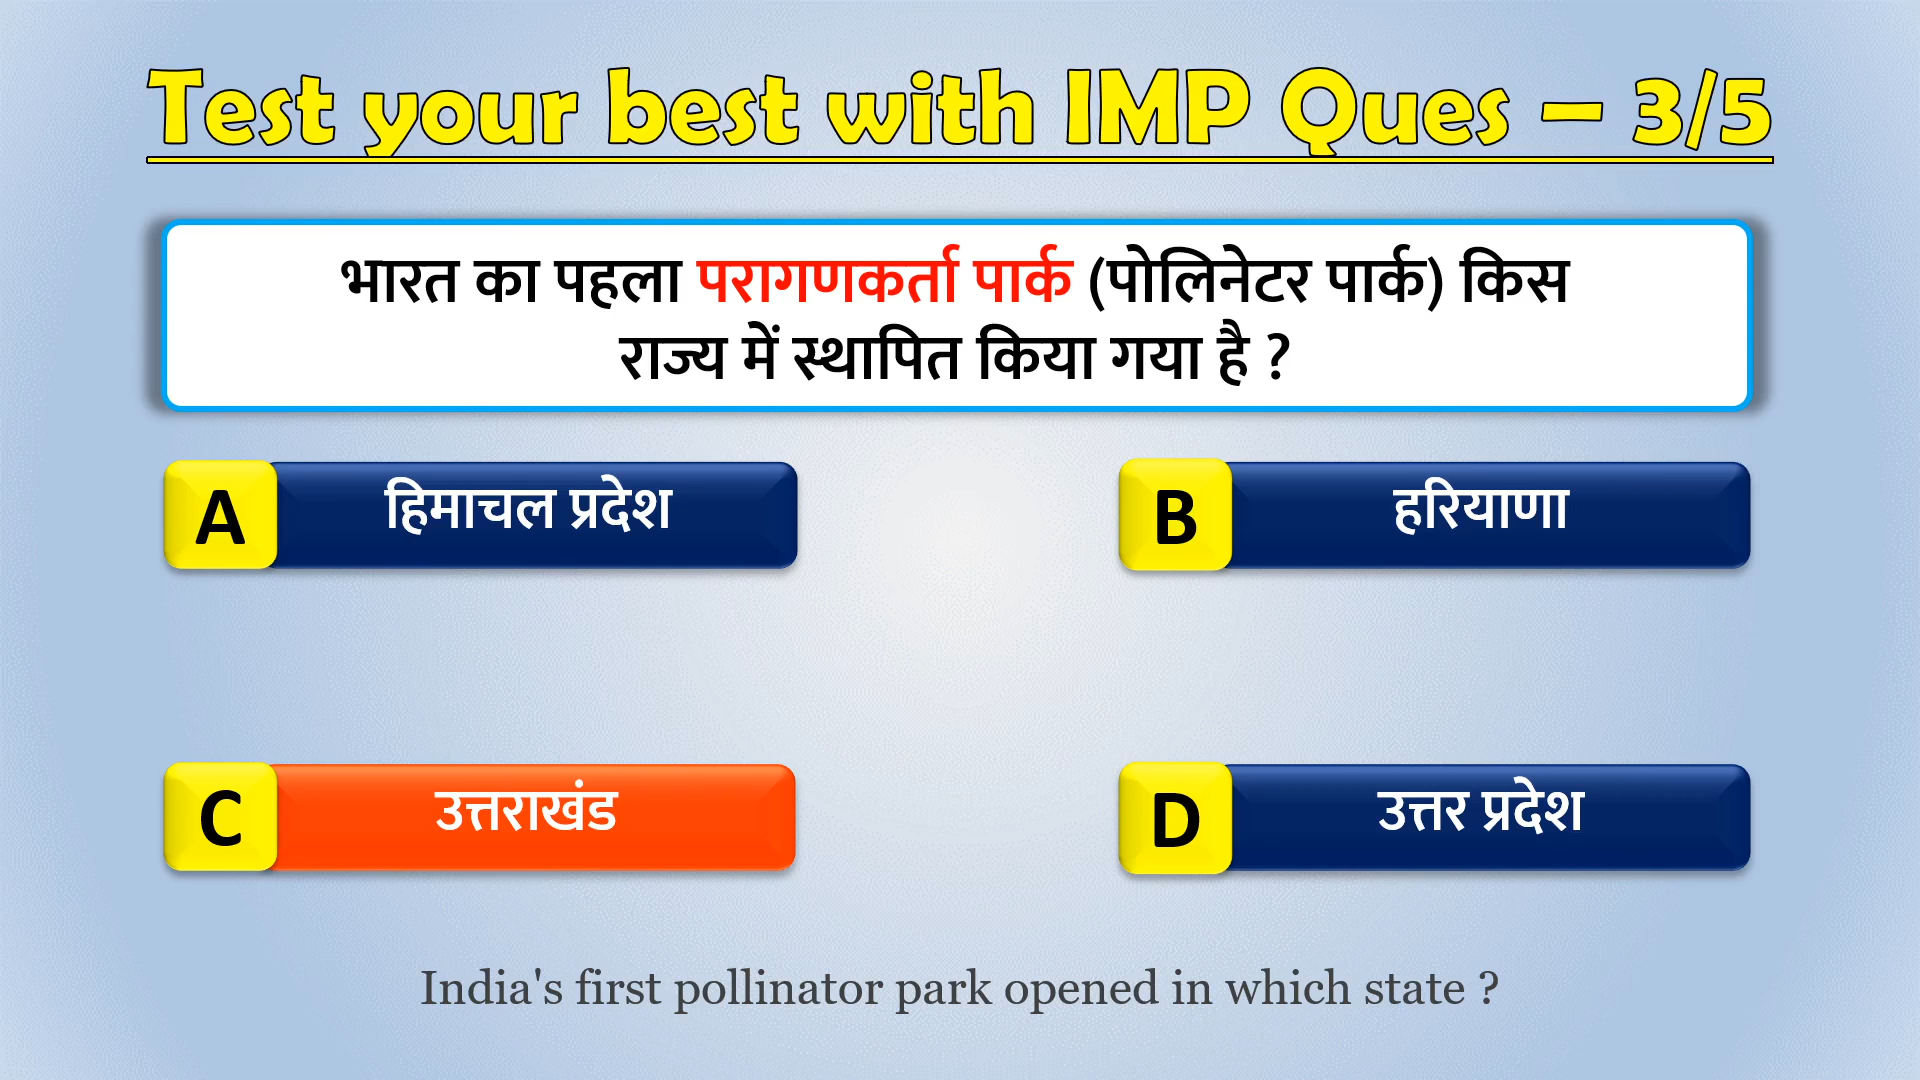 Test your best with IMP Ques – 3/5
भारत का पहला परागणकर्ता पार्क (पोलिनेटर पार्क) किस
राज्य में स्थापित किया गया है ?
A हिमाचल प्रदेश
B हरियाणा
C उत्तराखंड
D उत्तर प्रदेश
India's first pollinator park opened in which state ?